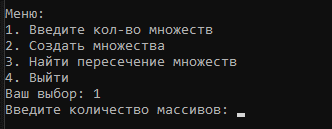 Меню:
1. Введите кол-во множеств
2. Создать множества
3. Найти пересечение множеств
4. Выйти
Ваш выбор: 1
Введите количество массивов: